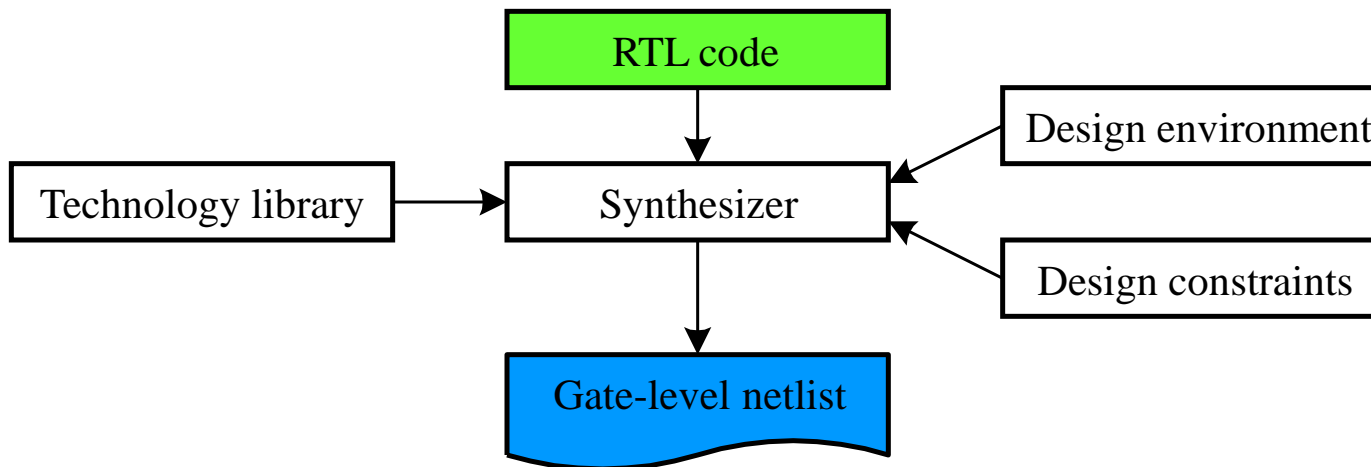 RTL code
Design environment
Technology library
Synthesizer
Design constraints
Gate-level netlist